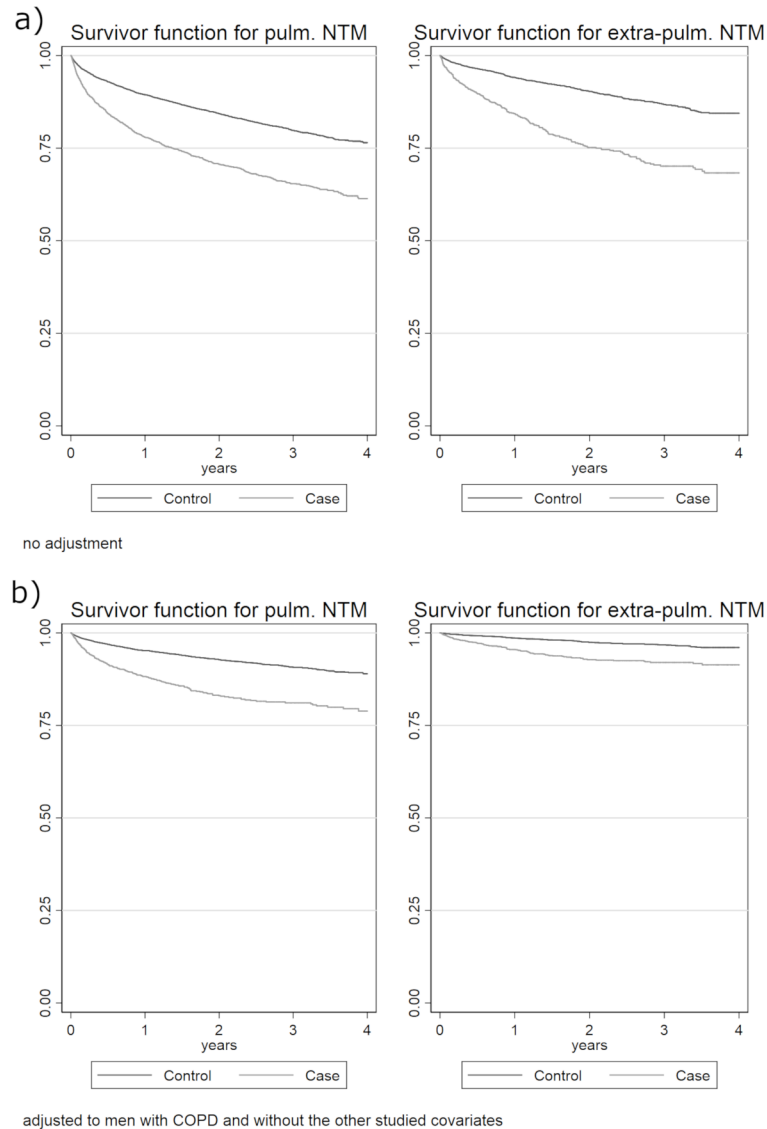 a)
Survivor function for pulm. NTM
Survivor function for extra-pulm. NTM
1.00
0.75
0.50
0.25
0.00
0 1 2 3 4
years
Control Case
1.00
0.75
0.50
0.25
0.00
0 1 2 3 4
years
Control Case
no adjustment
b)
Survivor function for pulm. NTM
Survivor function for extra-pulm. NTM
1.00
0.75
0.50
0.25
0.00
0 1 2 3 4
years
Control Case
1.00
0.75
0.50
0.25
0.00
0 1 2 3 4
years
Control Case
adjusted to men with COPD and without the other studied covariates